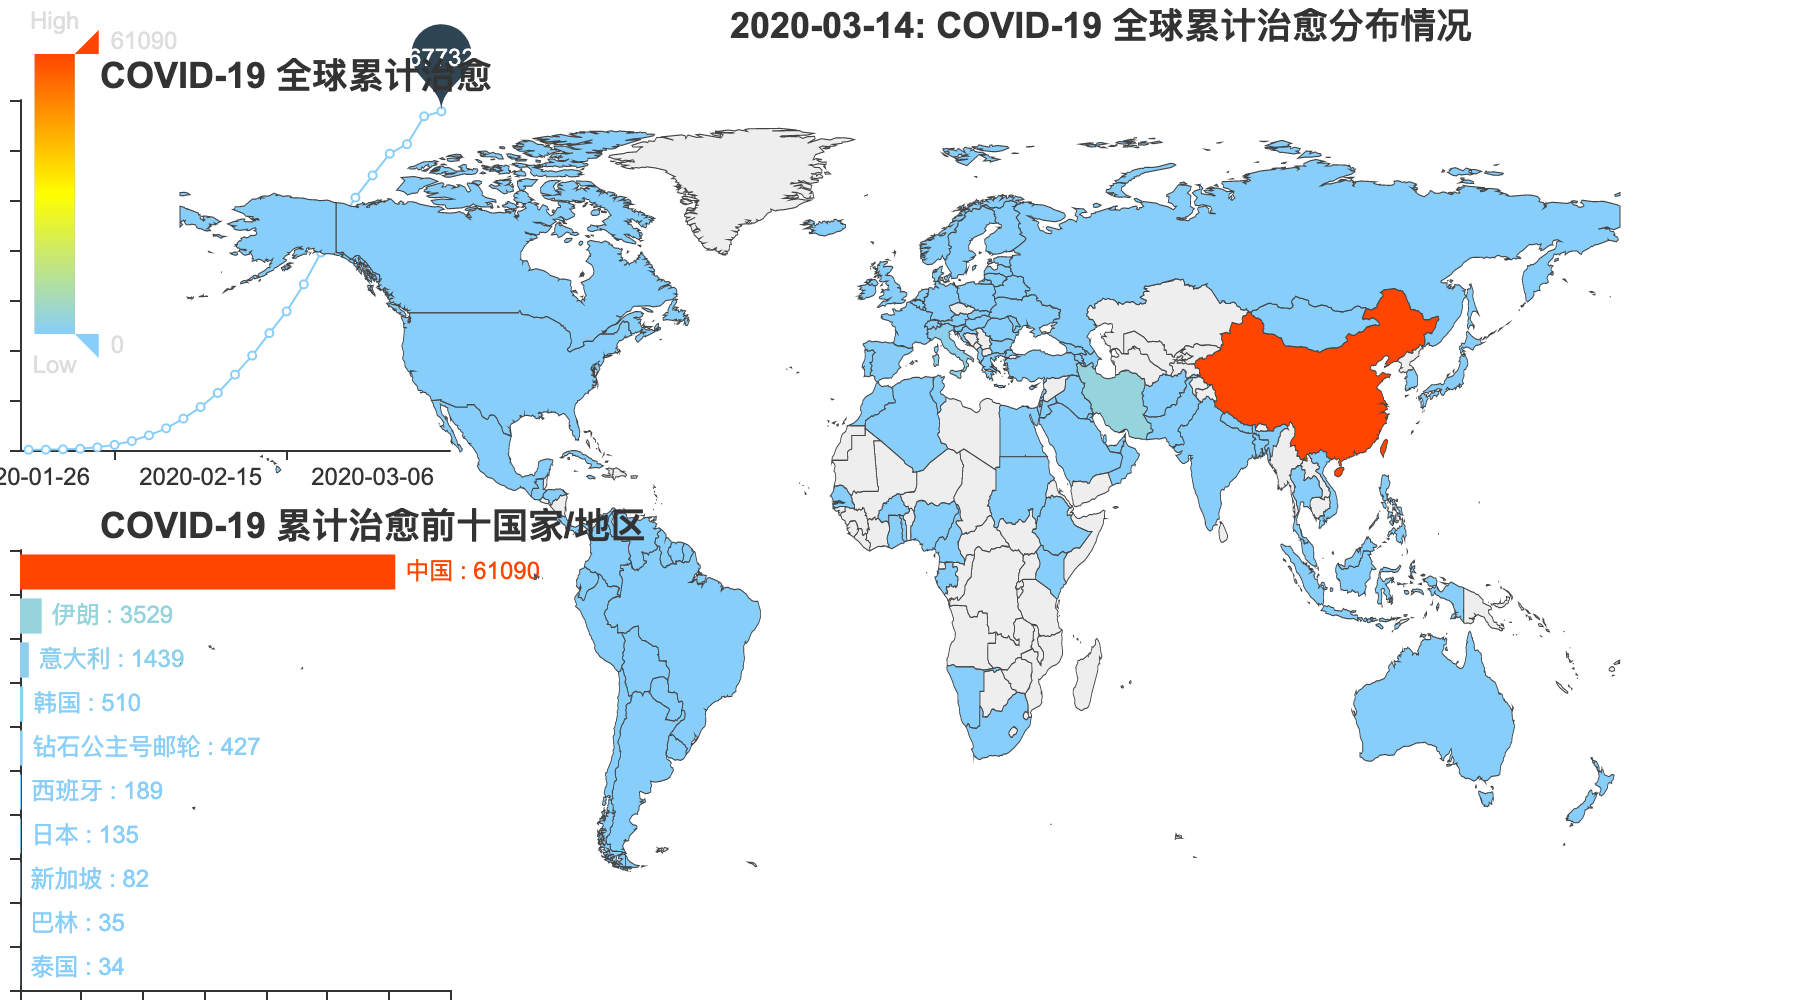 2020-03-14: COVID-19 全球累计治愈分布情况
High
61090
0
Low
COVID-19 全球累计治愈
67732
20-01-26
2020-02-15
2020-03-06
COVID-19 累计治愈前十国家/地区
中国 : 61090
伊朗 : 3529
意大利 : 1439
韩国 : 510
钻石公主号邮轮 : 427
西班牙 : 189
日本 : 135
新加坡 : 82
巴林 : 35
泰国 : 34